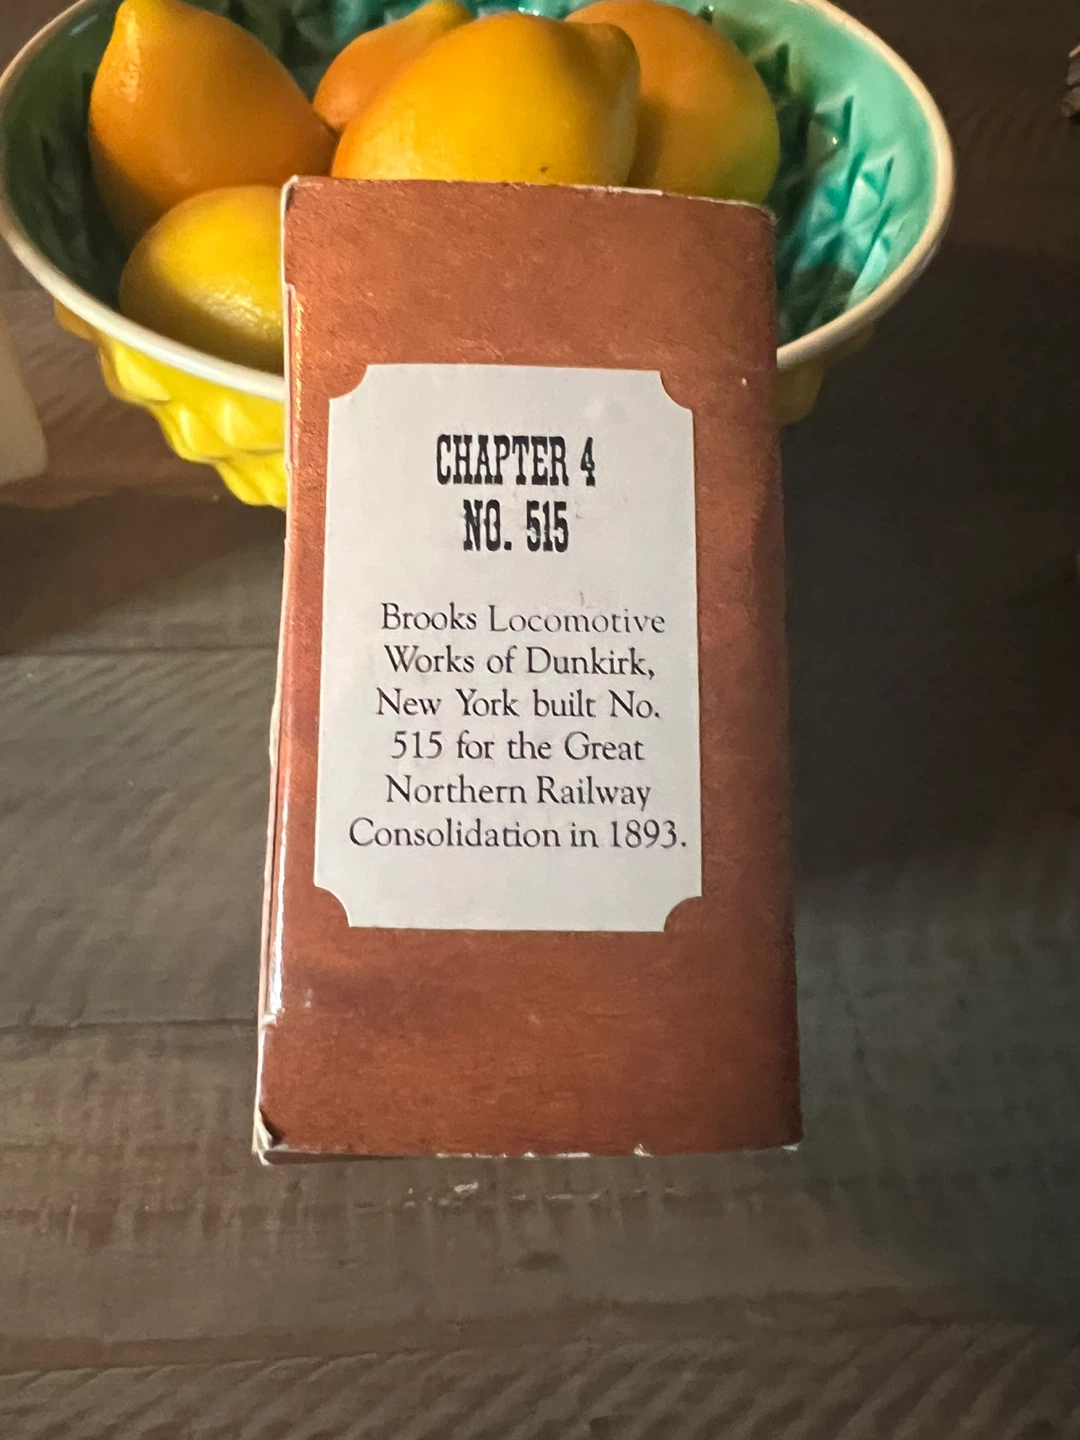 CHAPTER 4
NO. 515
Brooks Locomotive
Works of Dunkirk,
New York built No.
515 for the Great
Northern Railway
Consolidation in 1893.